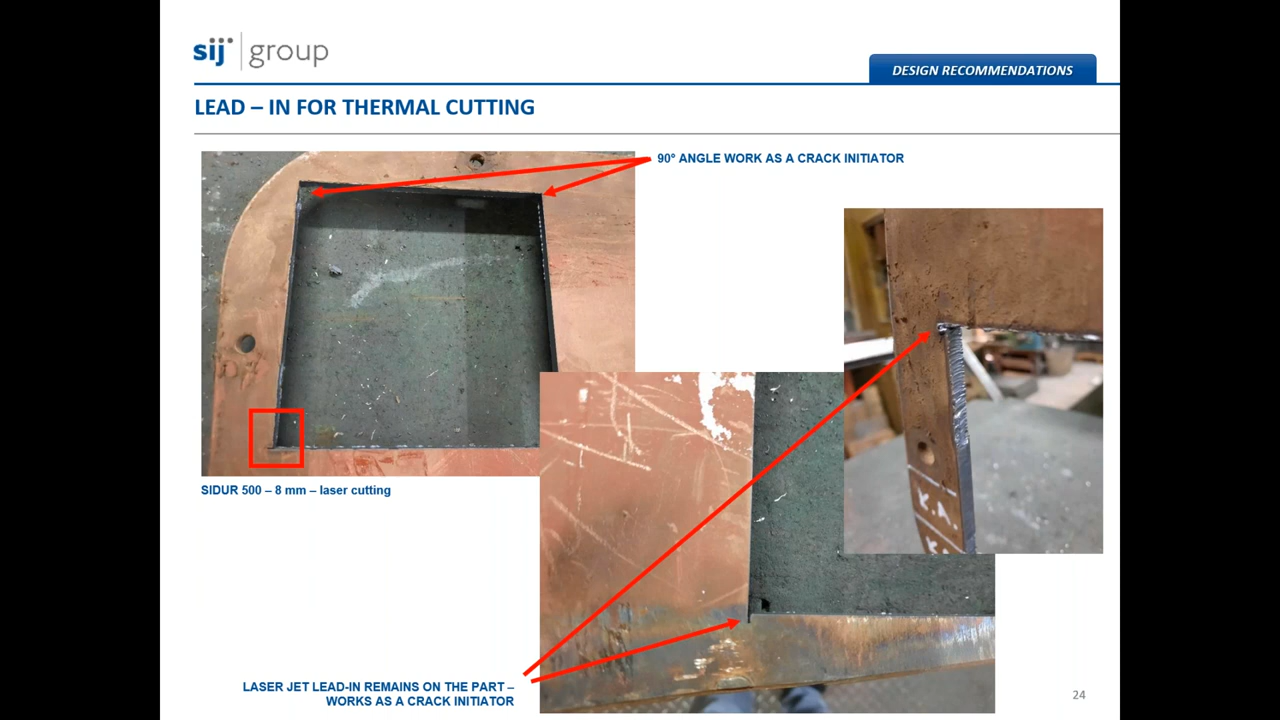 sij group
DESIGN RECOMMENDATIONS
LEAD – IN FOR THERMAL CUTTING
90° ANGLE WORK AS A CRACK INITIATOR
K.A.
SIDUR 500 – 8 mm – laser cutting
LASER JET LEAD-IN REMAINS ON THE PART –
WORKS AS A CRACK INITIATOR
24